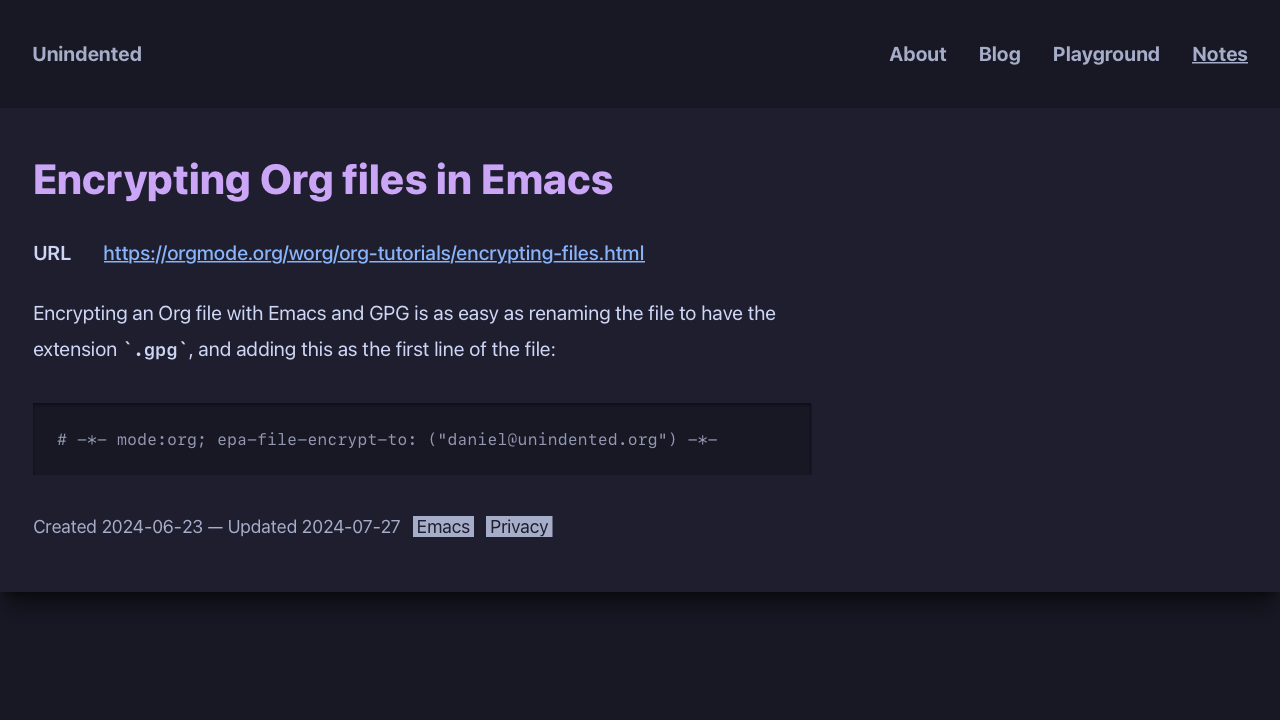 Unindented
About Blog Playground Notes
Encrypting Org files in Emacs
URL https://orgmode.org/worg/org-tutorials/encrypting-files.html
Encrypting an Org file with Emacs and GPG is as easy as renaming the file to have the
extension `.gpg`, and adding this as the first line of the file:
# -*- mode:org; epa-file-encrypt-to: ("daniel@unindented.org") -*-
Created 2024-06-23 — Updated 2024-07-27 Emacs Privacy